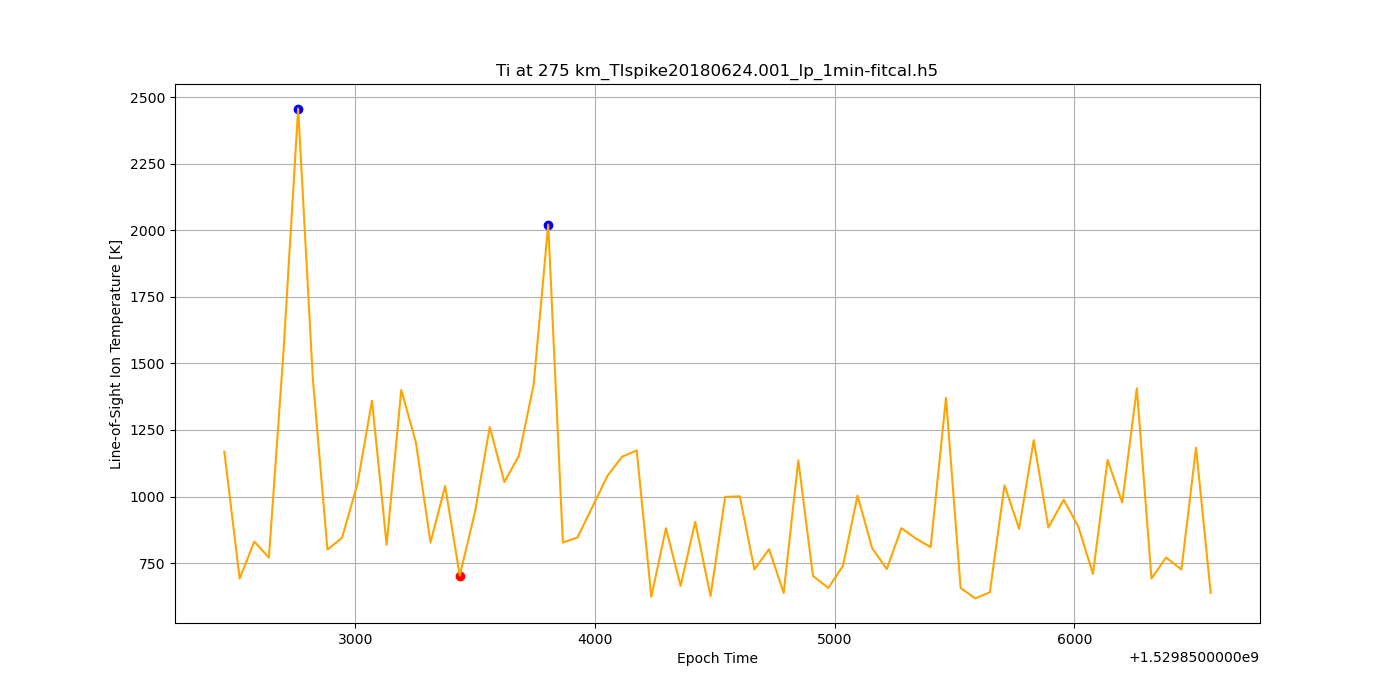 Ti at 275 km_TIspike20180624.001_lp_1min-fitcal.h5
2500
2250
2000
1750
1500
1250
1000
750
Line-of-Sight Ion Temperature [K]
3000 4000 5000 6000
Epoch Time
+1.5298500000e9